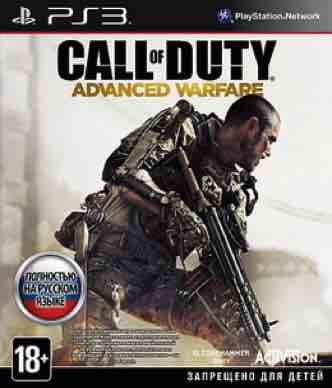 PS3
PlayStation Network
CALL OF DUTY®
ADVANCED WARFARE
ПОЛНОСТЬЮ
НА РУССКОМ
ЯЗЫКЕ
SLEDGEHAMMER
ACTIVISION
18+
ЗАПРЕЩЕНО ДЛЯ ДЕТЕЙ